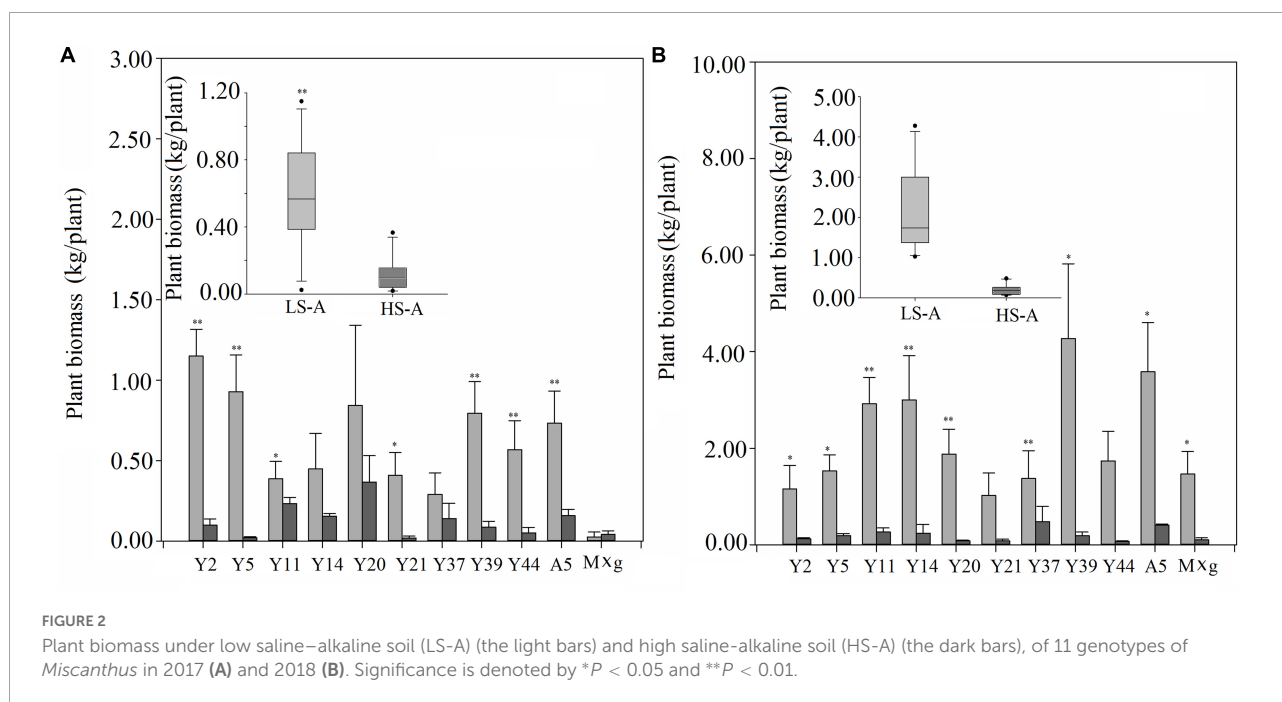 A
B
3.00
2.50
2.00
1.50
1.00
0.50
0.00
Plant biomass (kg/plant)
1.20
0.80
0.40
0.00
Plant biomass (kg/plant)
**
LS-A HS-A
** ** * ** * ** ** **
Y2 Y5 Y11 Y14 Y20 Y21 Y37 Y39 Y44 A5 Mxg
10.00
8.00
6.00
4.00
2.00
0.00
Plant biomass (kg/plant)
5.00
4.00
3.00
2.00
1.00
0.00
Plant biomass (kg/plant)
LS-A HS-A
* * ** ** ** ** * * *
Y2 Y5 Y11 Y14 Y20 Y21 Y37 Y39 Y44 A5 Mxg
FIGURE 2
Plant biomass under low saline–alkaline soil (LS-A) (the light bars) and high saline-alkaline soil (HS-A) (the dark bars), of 11 genotypes of
Miscanthus in 2017 (A) and 2018 (B). Significance is denoted by *P < 0.05 and **P < 0.01.